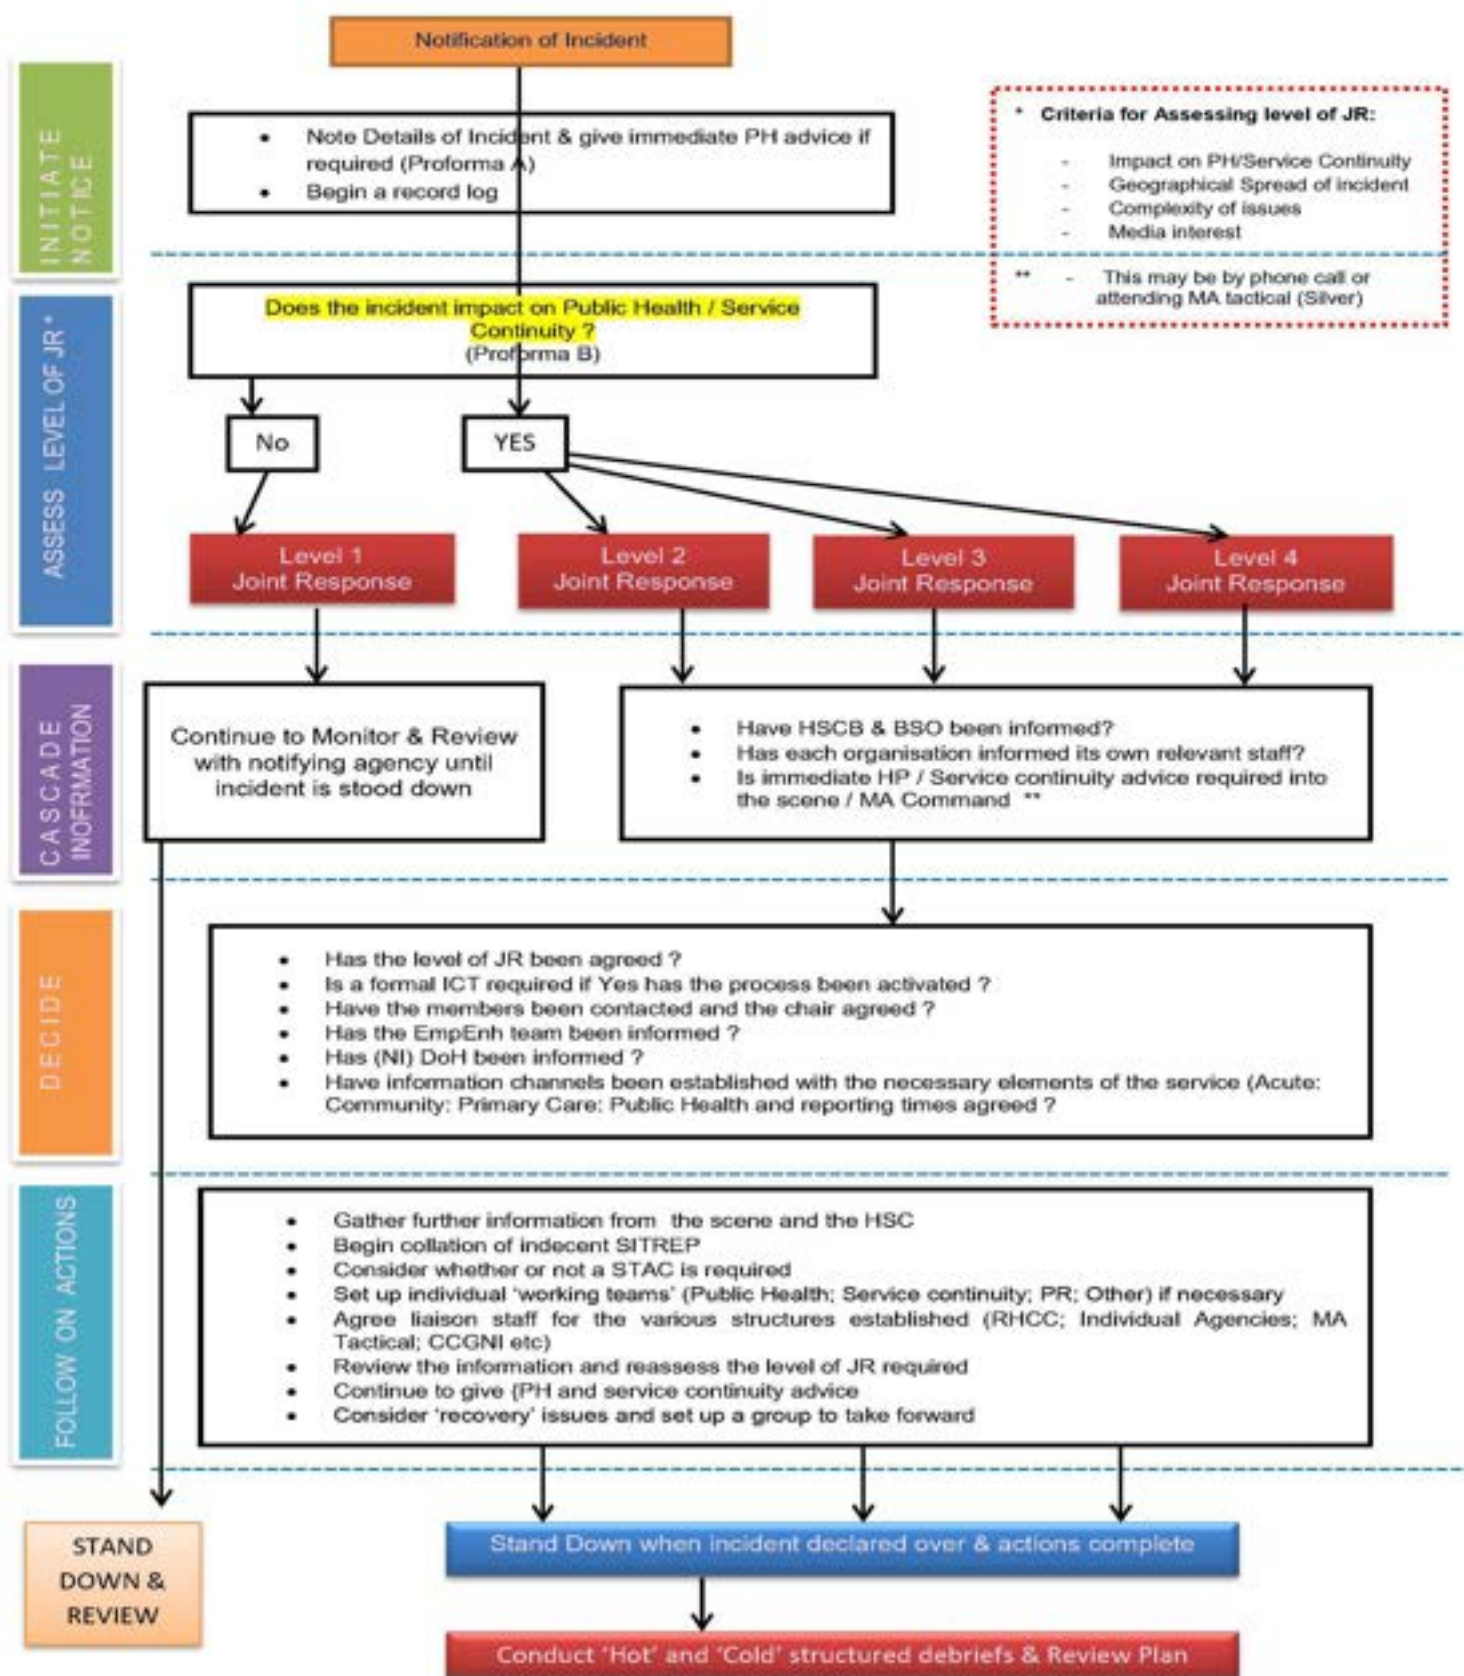 Notification of Incident
INITIATE
NOTICE
• Note Details of Incident & give immediate PH advice if
required (Proforma A)
• Begin a record log
* Criteria for Assessing level of JR:
- Impact on PH/Service Continuity
- Geographical Spread of incident
- Complexity of issues
- Media interest
** - This may be by phone call or
attending MA tactical (Silver)
ASSESS LEVEL OF JR*
Does the incident impact on Public Health / Service
Continuity ?
(Proforma B)
No
YES
Level 1
Joint Response
Level 2
Joint Response
Level 3
Joint Response
Level 4
Joint Response
CASCADE
INOFRMATION
Continue to Monitor & Review
with notifying agency until
incident is stood down
• Have HSCB & BSO been informed?
• Has each organisation informed its own relevant staff?
• Is immediate HP / Service continuity advice required into
the scene / MA Command **
DECIDE
• Has the level of JR been agreed ?
• Is a formal ICT required if Yes has the process been activated ?
• Have the members been contacted and the chair agreed ?
• Has the EmpEnh team been informed ?
• Has (NI) DoH been informed ?
• Have information channels been established with the necessary elements of the service (Acute:
Community: Primary Care: Public Health and reporting times agreed ?
FOLLOW ON ACTIONS
• Gather further information from the scene and the HSC
• Begin collation of indecent SITREP
• Consider whether or not a STAC is required
• Set up individual ‘working teams’ (Public Health; Service continuity; PR; Other) if necessary
• Agree liaison staff for the various structures established (RHCC; Individual Agencies; MA
Tactical; CCGNI etc)
• Review the information and reassess the level of JR required
• Continue to give (PH and service continuity advice
• Consider ‘recovery’ issues and set up a group to take forward
STAND
DOWN &
REVIEW
Stand Down when incident declared over & actions complete
Conduct ‘Hot’ and ‘Cold’ structured debriefs & Review Plan